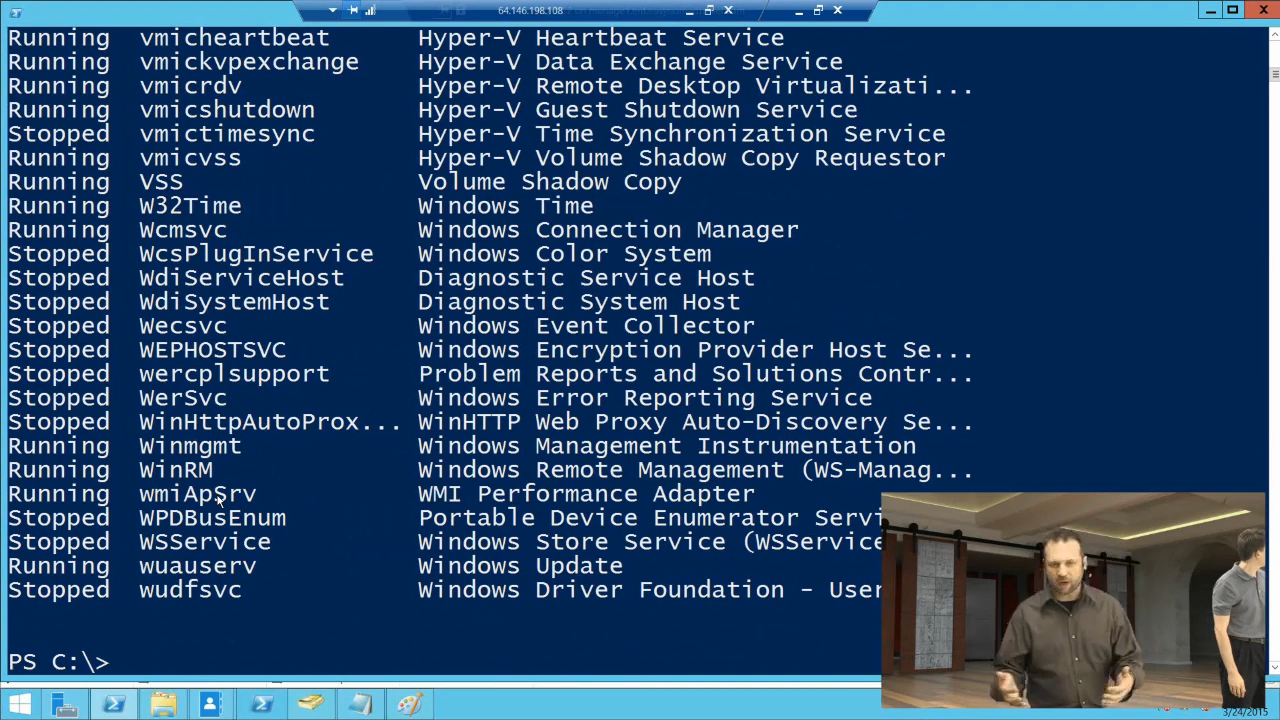 64.146.198.108
Running vmicheartbeat Hyper-V Heartbeat Service
Running vmickvpexchange Hyper-V Data Exchange Service
Running vmicrdv Hyper-V Remote Desktop Virtualizati...
Running vmicshutdown Hyper-V Guest Shutdown Service
Stopped vmictimesync Hyper-V Time Synchronization Service
Running vmicvss Hyper-V Volume Shadow Copy Requestor
Running VSS Volume Shadow Copy
Running W32Time Windows Time
Running Wcmsvc Windows Connection Manager
Stopped WcsPlugInService Windows Color System
Stopped WdiServiceHost Diagnostic Service Host
Stopped WdiSystemHost Diagnostic System Host
Stopped Wecsvc Windows Event Collector
Stopped WEPHOSTSVC Windows Encryption Provider Host Se...
Stopped wercplsupport Problem Reports and Solutions Contr...
Stopped WerSvc Windows Error Reporting Service
Stopped WinHttpAutoProx... WinHTTP Web Proxy Auto-Discovery Se...
Running Winmgmt Windows Management Instrumentation
Running WinRM Windows Remote Management (WS-Manag...
Running wmiApSrv WMI Performance Adapter
Stopped WPDBusEnum Portable Device Enumerator Servi
Stopped WSService Windows Store Service (WSService
Running wuauserv Windows Update
Stopped wudfsvc Windows Driver Foundation - User
PS C:\>
3/24/2015